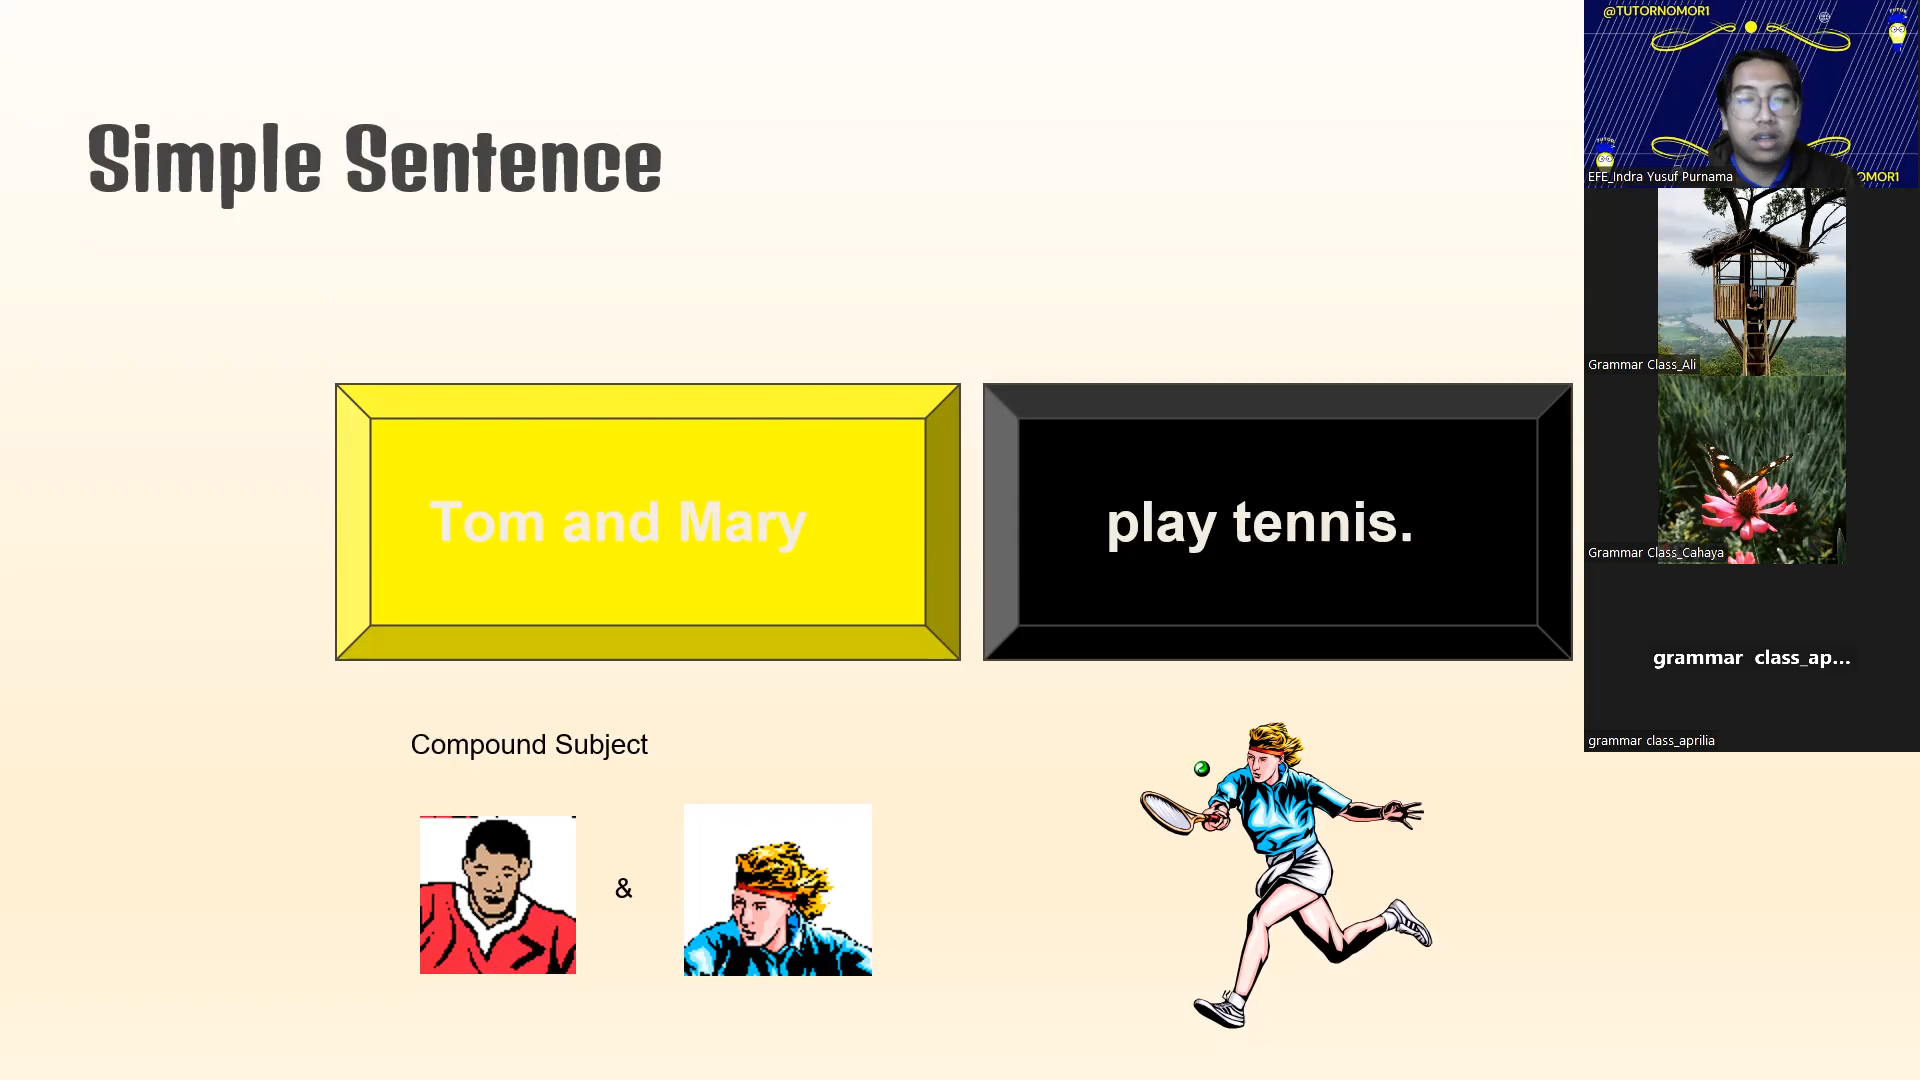 Simple Sentence
Tom and Mary
play tennis.
Compound Subject
&
@TUTORNOMOR1
OMOR1
EFE_Indra Yusuf Purnama
Grammar Class_Ali
Grammar Class_Cahaya
grammar class_ap...
grammar class_aprilia